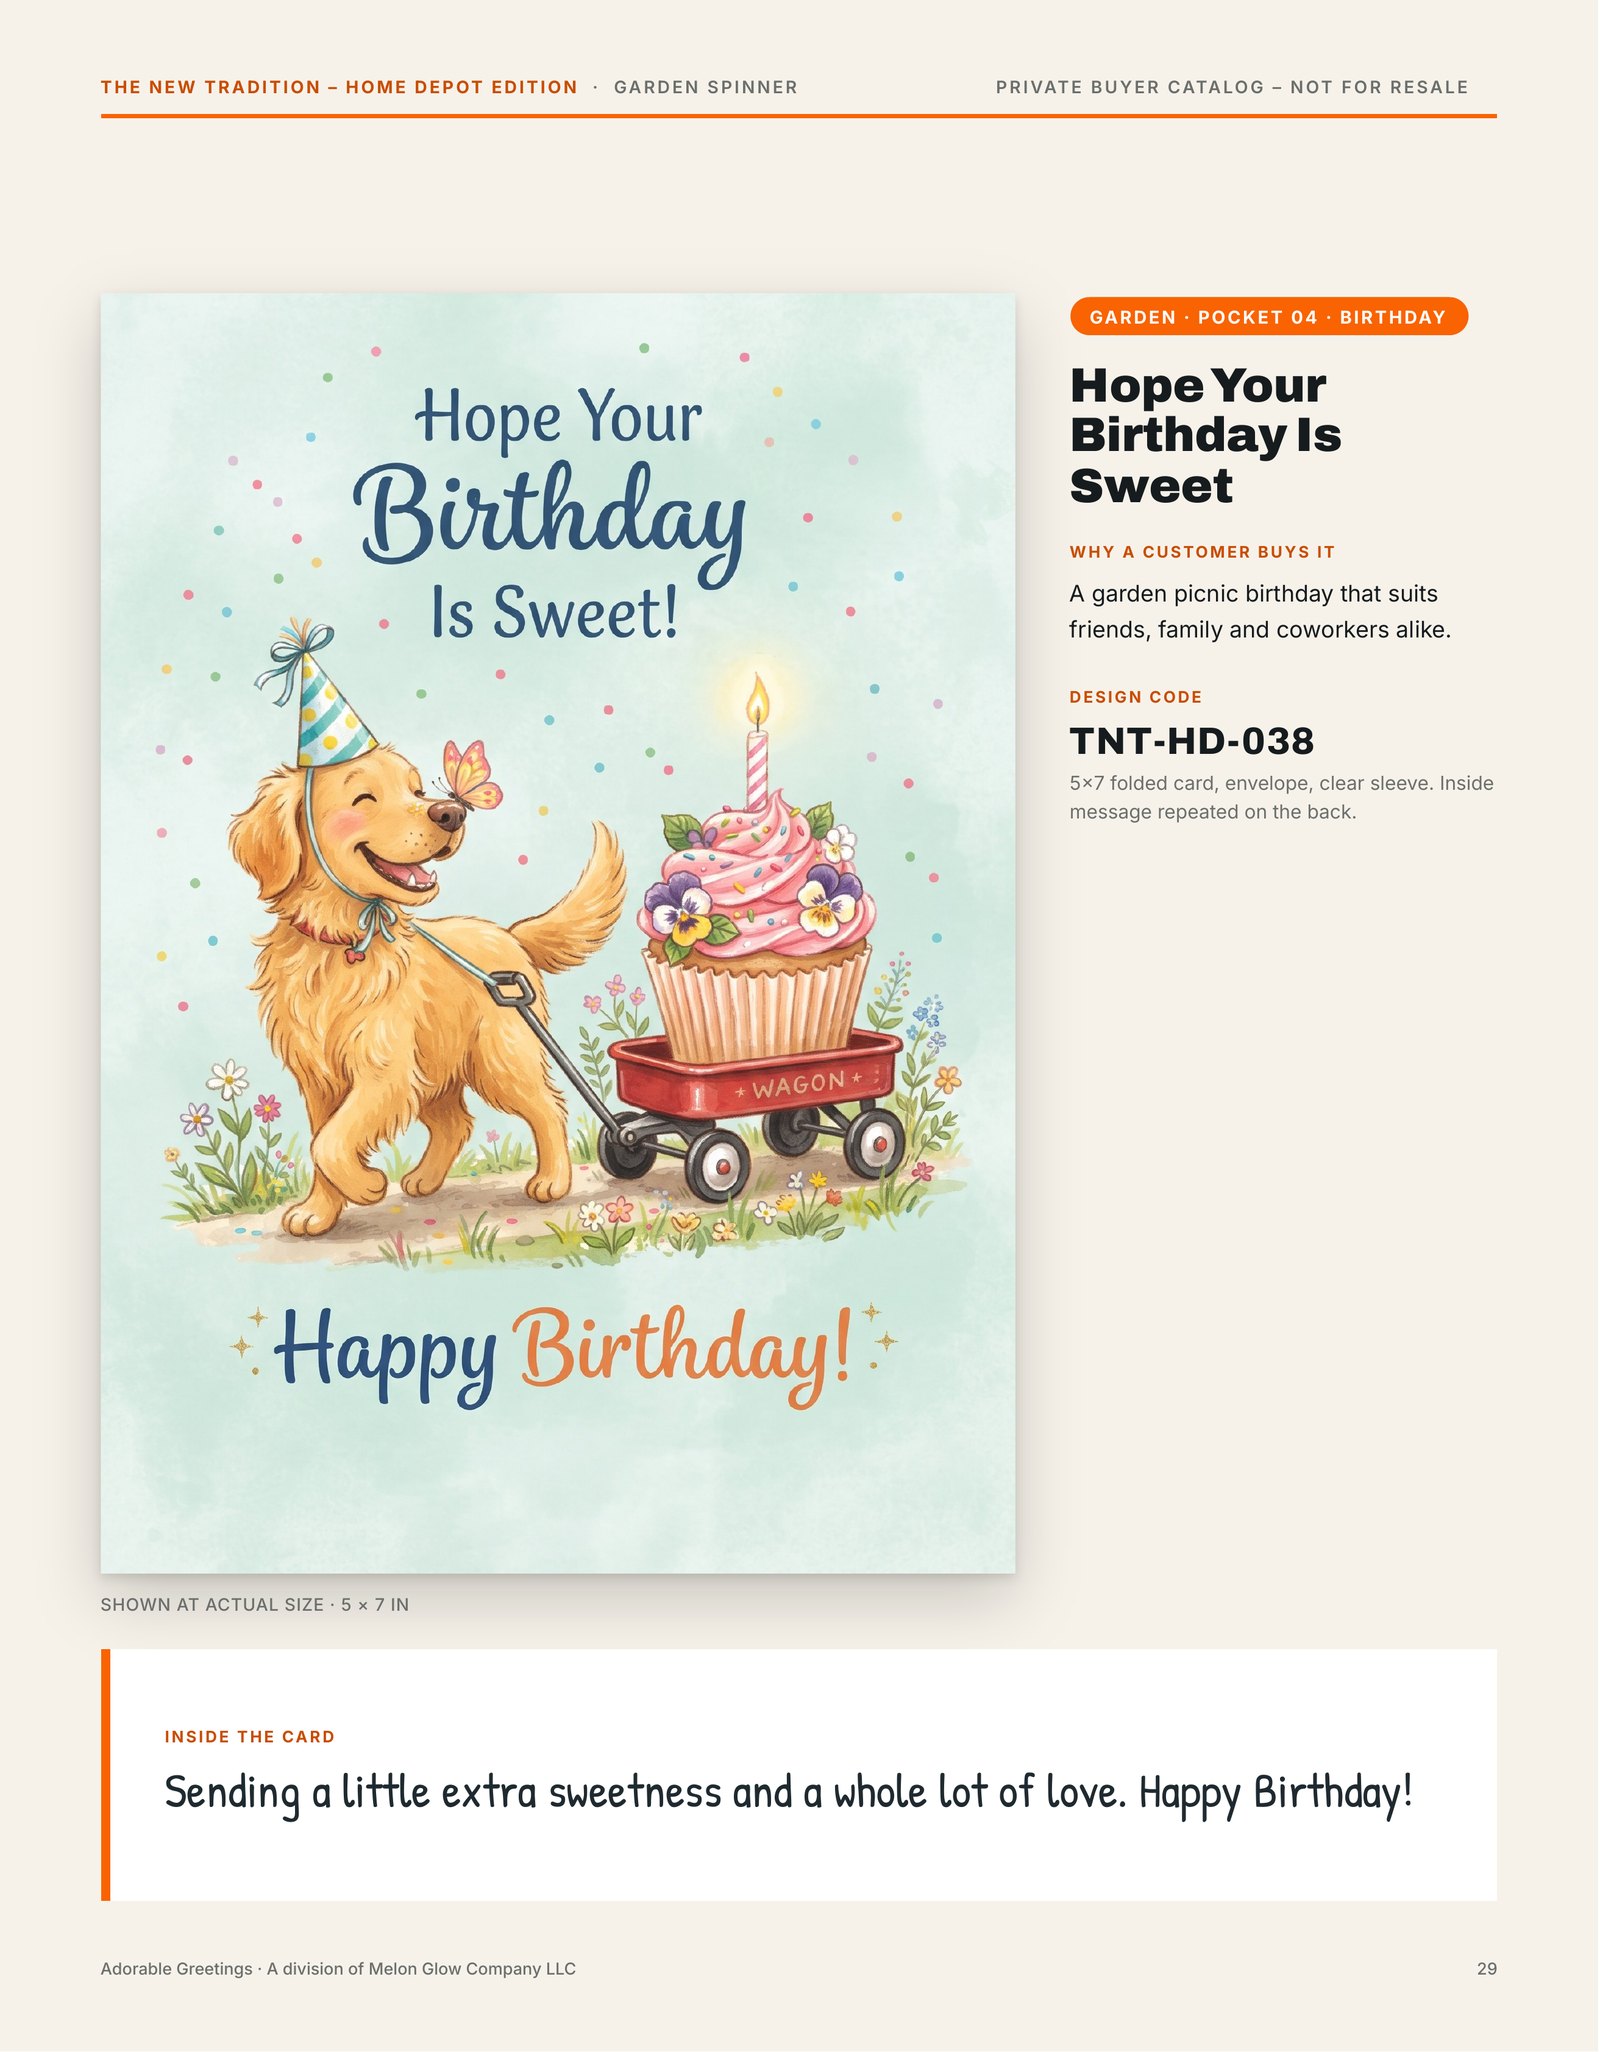 THE NEW TRADITION – HOME DEPOT EDITION · GARDEN SPINNER
PRIVATE BUYER CATALOG – NOT FOR RESALE
Hope Your
Birthday
Is Sweet!
WAGON
Happy Birthday!
SHOWN AT ACTUAL SIZE · 5 × 7 IN
GARDEN · POCKET 04 · BIRTHDAY
Hope Your
Birthday Is
Sweet
WHY A CUSTOMER BUYS IT
A garden picnic birthday that suits
friends, family and coworkers alike.
DESIGN CODE
TNT-HD-038
5×7 folded card, envelope, clear sleeve. Inside
message repeated on the back.
INSIDE THE CARD
Sending a little extra sweetness and a whole lot of love. Happy Birthday!
Adorable Greetings · A division of Melon Glow Company LLC
29